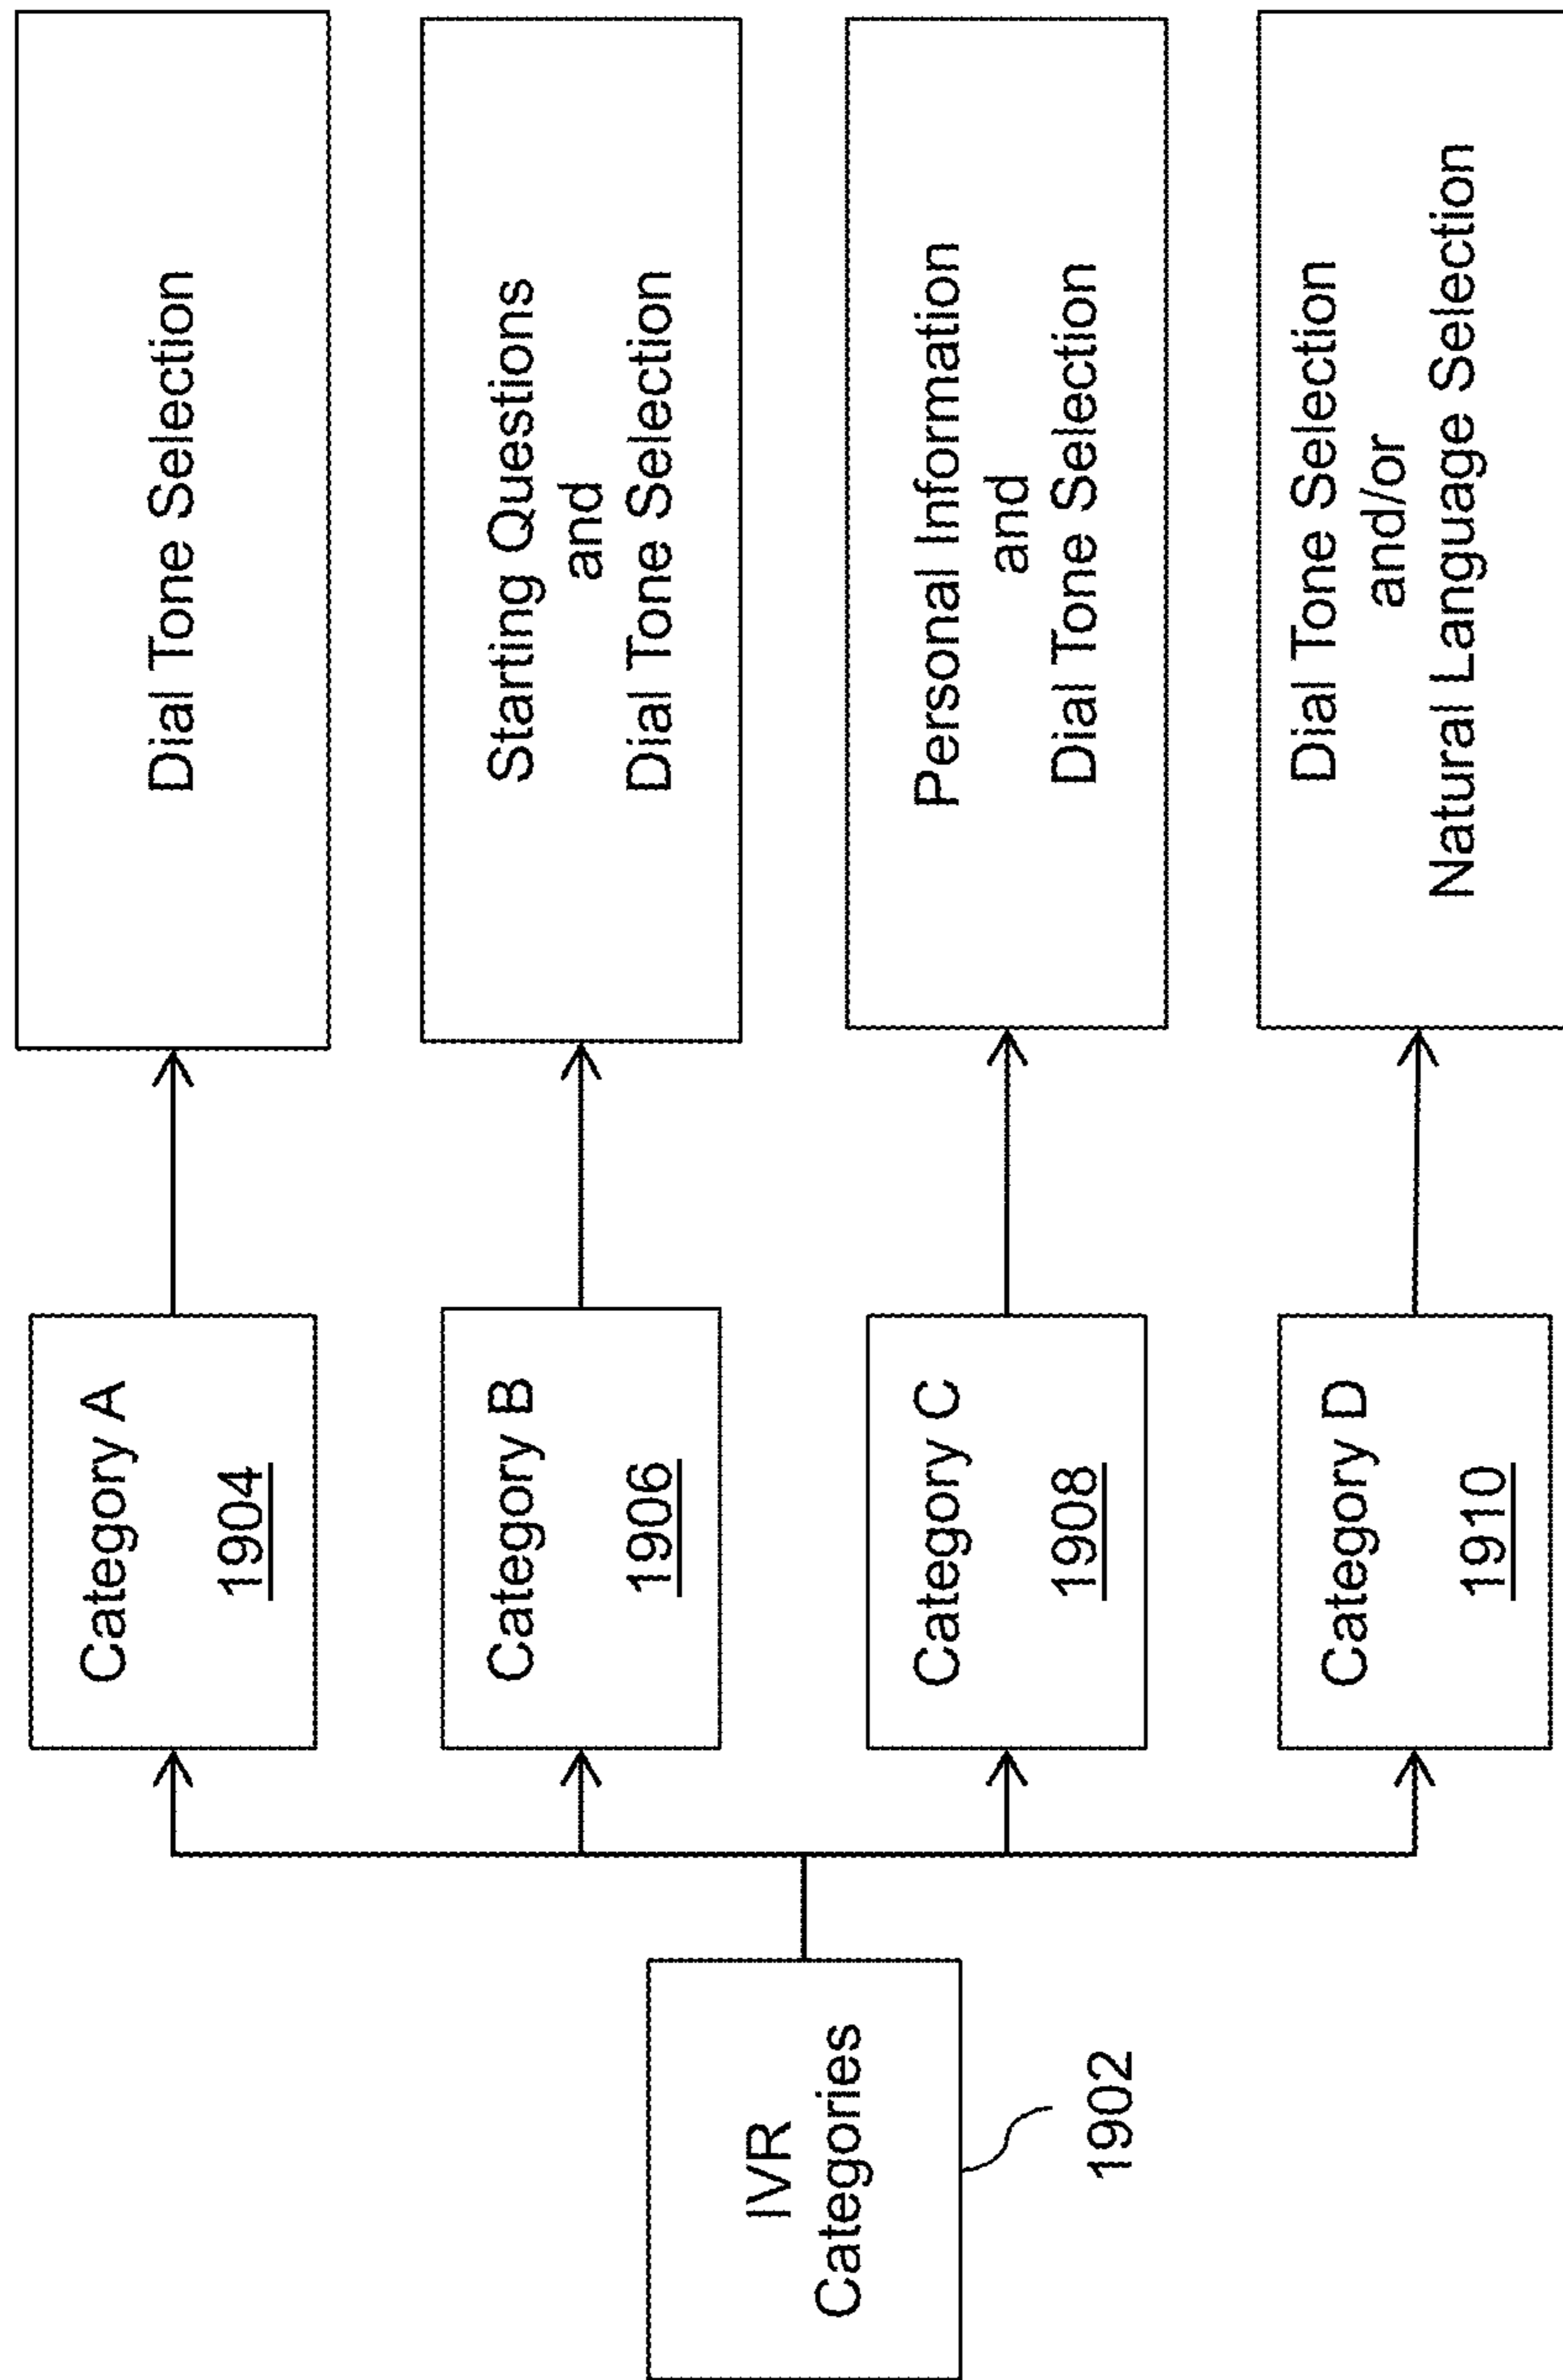 IVR
Categories
1902
Category A
1904
Dial Tone Selection
Category B
1906
Starting Questions
and
Dial Tone Selection
Category C
1908
Personal Information
and
Dial Tone Selection
Category D
1910
Dial Tone Selection
and/or
Natural Language Selection